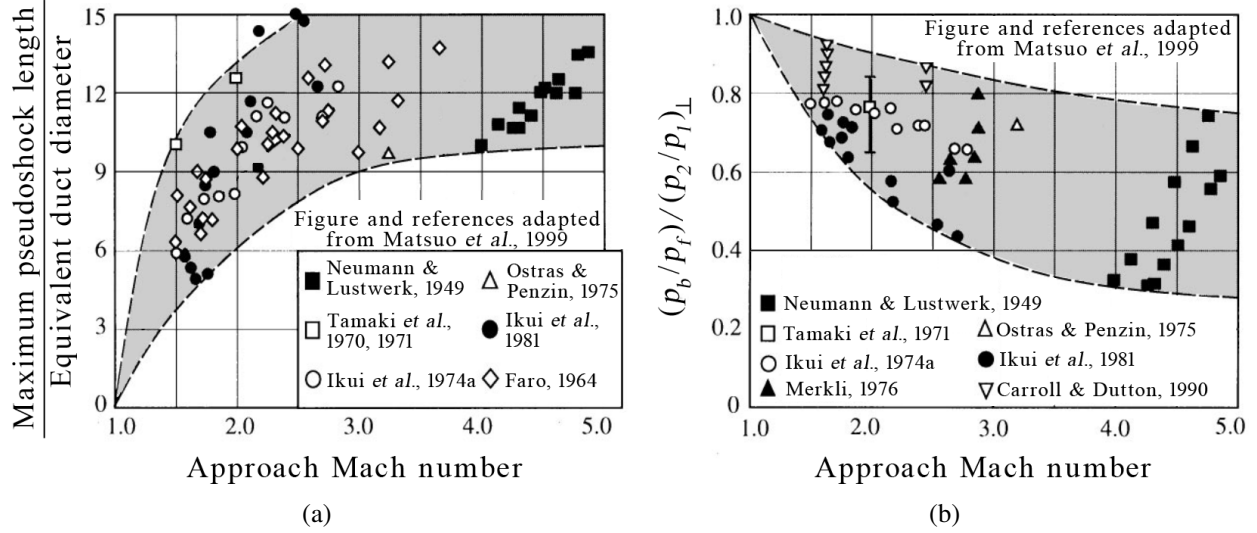 Maximum pseudoshock length
Equivalent duct diameter
15
12
9
6
3
0
1.0
2.0
3.0
4.0
5.0
Approach Mach number
Figure and references adapted
from Matsuo et al., 1999
Neumann &
Lustwerk, 1949
Tamaki et al.,
1970, 1971
Ikui et al., 1974a
Ostras &
Penzin, 1975
Ikui et al.,
1981
Faro, 1964
(a)
(p_b/p_f)/(p_2/p_1)_⊥
1.0
0.8
0.6
0.4
0.2
0
1.0
2.0
3.0
4.0
5.0
Approach Mach number
Figure and references adapted
from Matsuo et al., 1999
Neumann & Lustwerk, 1949
Tamaki et al., 1971
Ikui et al., 1974a
Merkli, 1976
Ostras & Penzin, 1975
Ikui et al., 1981
Carroll & Dutton, 1990
(b)